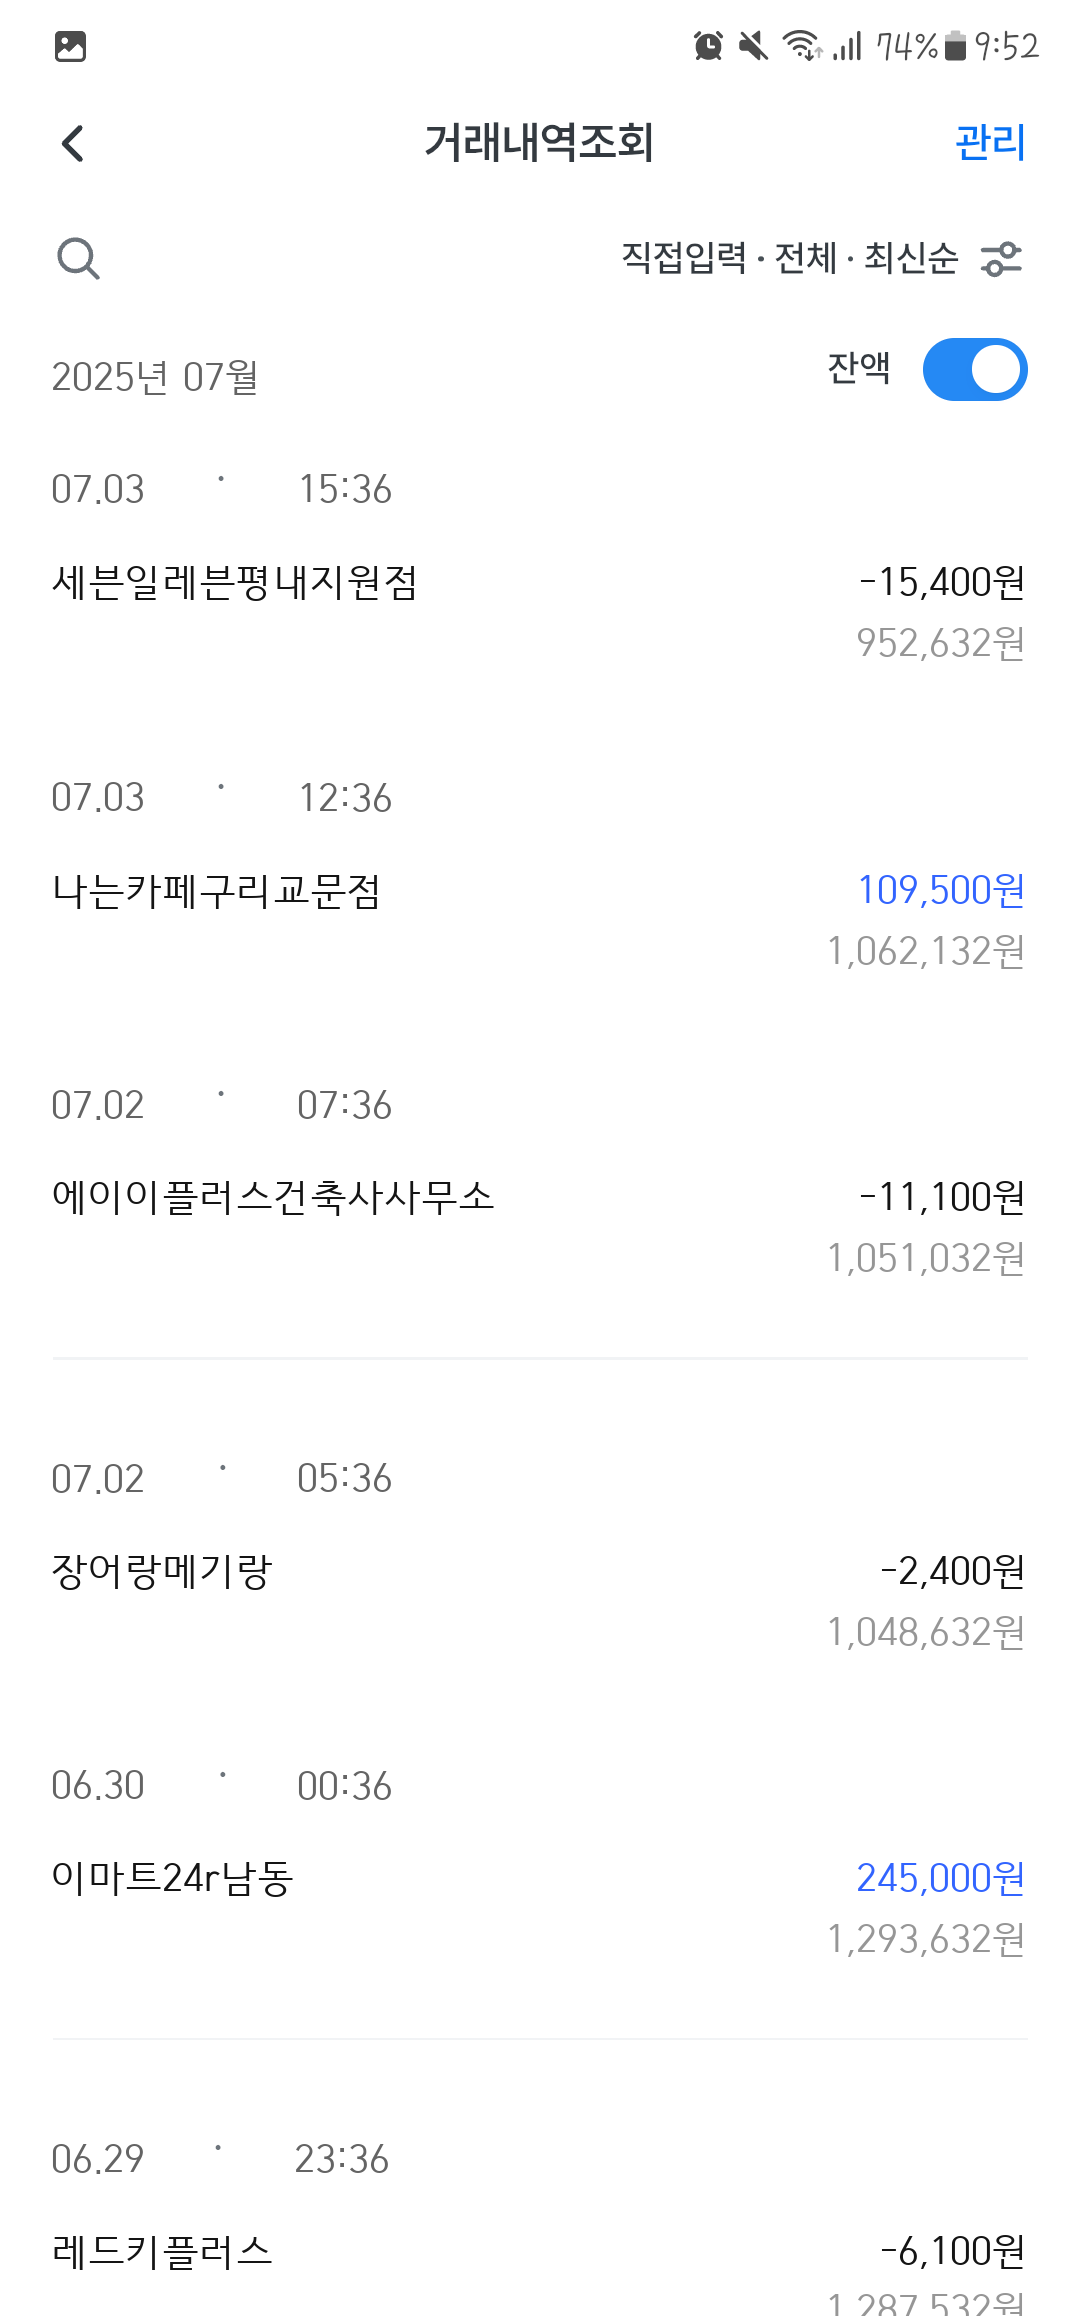 74% 9:52
거래내역조회 관리
직접입력 · 전체 · 최신순
2025년 07월 잔액
07.03 · 15:36
세븐일레븐평내지원점 -15,400원
952,632원
07.03 · 12:36
나는카페구리교문점 109,500원
1,062,132원
07.02 · 07:36
에이이플러스건축사사무소 -11,100원
1,051,032원
07.02 · 05:36
장어랑메기랑 -2,400원
1,048,632원
06.30 · 00:36
이마트24r남동 245,000원
1,293,632원
06.29 · 23:36
레드키플러스 -6,100원
1,287,532원